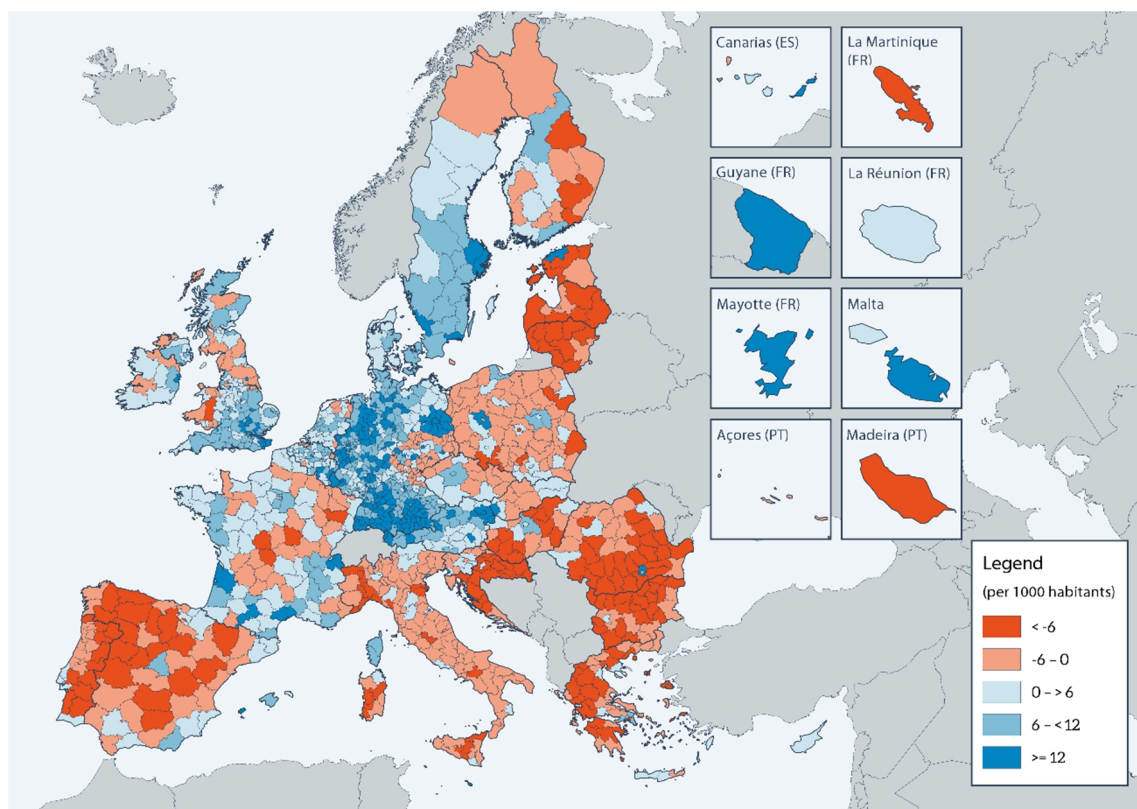 Canarias (ES)
La Martinique
(FR)
Guyane (FR)
La Réunion (FR)
Mayotte (FR)
Malta
Açores (PT)
Madeira (PT)
Legend
(per 1000 habitants)
< -6
-6 – 0
0 –> 6
6 – <12
>= 12